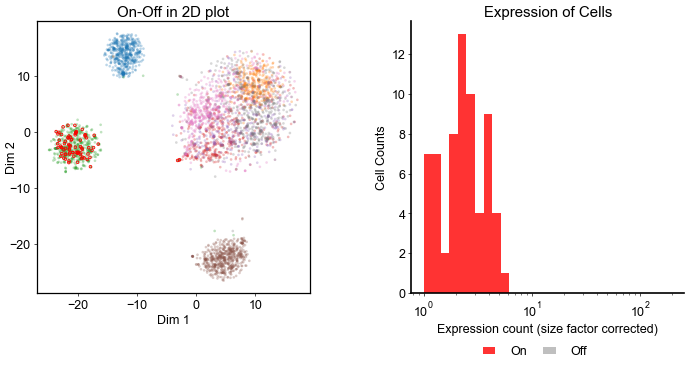 On-Off in 2D plot
Dim 2
10
0
−10
−20
−20
−10
0
10
Dim 1
Expression of Cells
Cell Counts
12
10
8
6
4
2
0
10^0
10^1
10^2
Expression count (size factor corrected)
On
Off